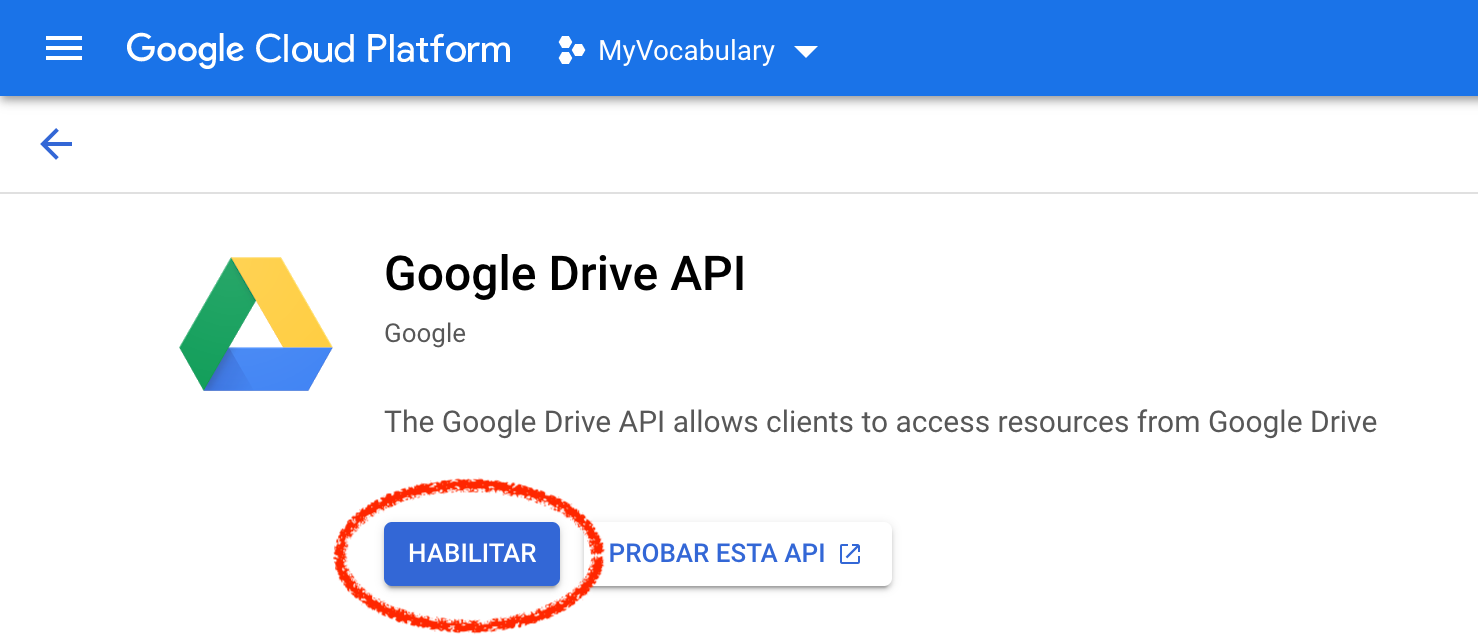 Google Cloud Platform MyVocabulary
Google Drive API
Google
The Google Drive API allows clients to access resources from Google Drive
HABILITAR PROBAR ESTA API